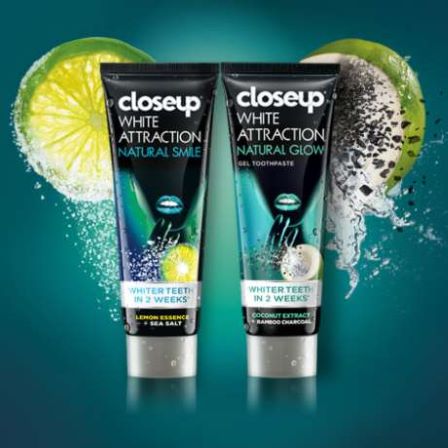 closeup
WHITE
ATTRACTION
NATURAL SMILE
WHITER TEETH
IN 2 WEEKS*
LEMON ESSENCE
+ SEA SALT
closeup
WHITE
ATTRACTION
NATURAL GLOW
GEL TOOTHPASTE
WHITER TEETH
IN 2 WEEKS*
COCONUT EXTRACT
+ BAMBOO CHARCOAL